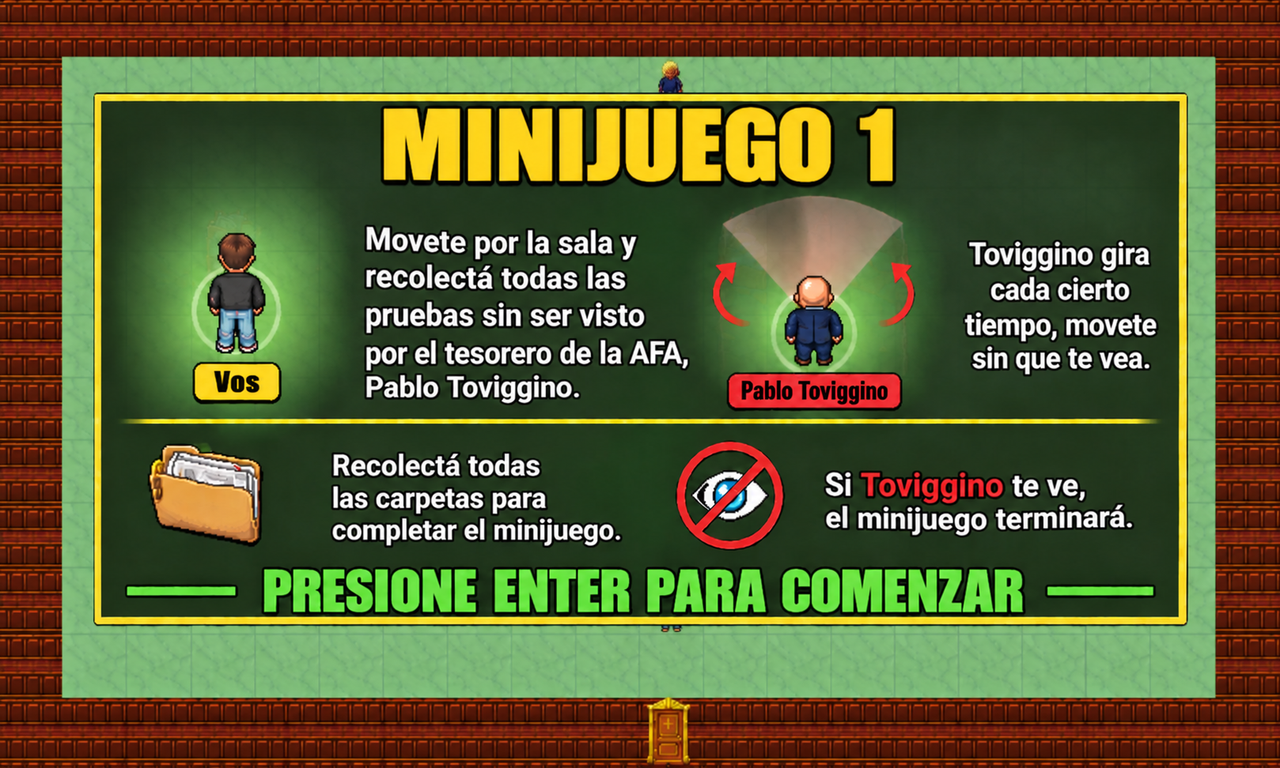 MINIJUEGO 1
Movete por la sala y
recolectá todas las
pruebas sin ser visto
por el tesorero de la AFA,
Pablo Toviggino.
Vos
Pablo Toviggino
Toviggino gira
cada cierto
tiempo, movete
sin que te vea.
Recolectá todas
las carpetas para
completar el minijuego.
Si Toviggino te ve,
el minijuego terminará.
PRESIONE ENTER PARA COMENZAR